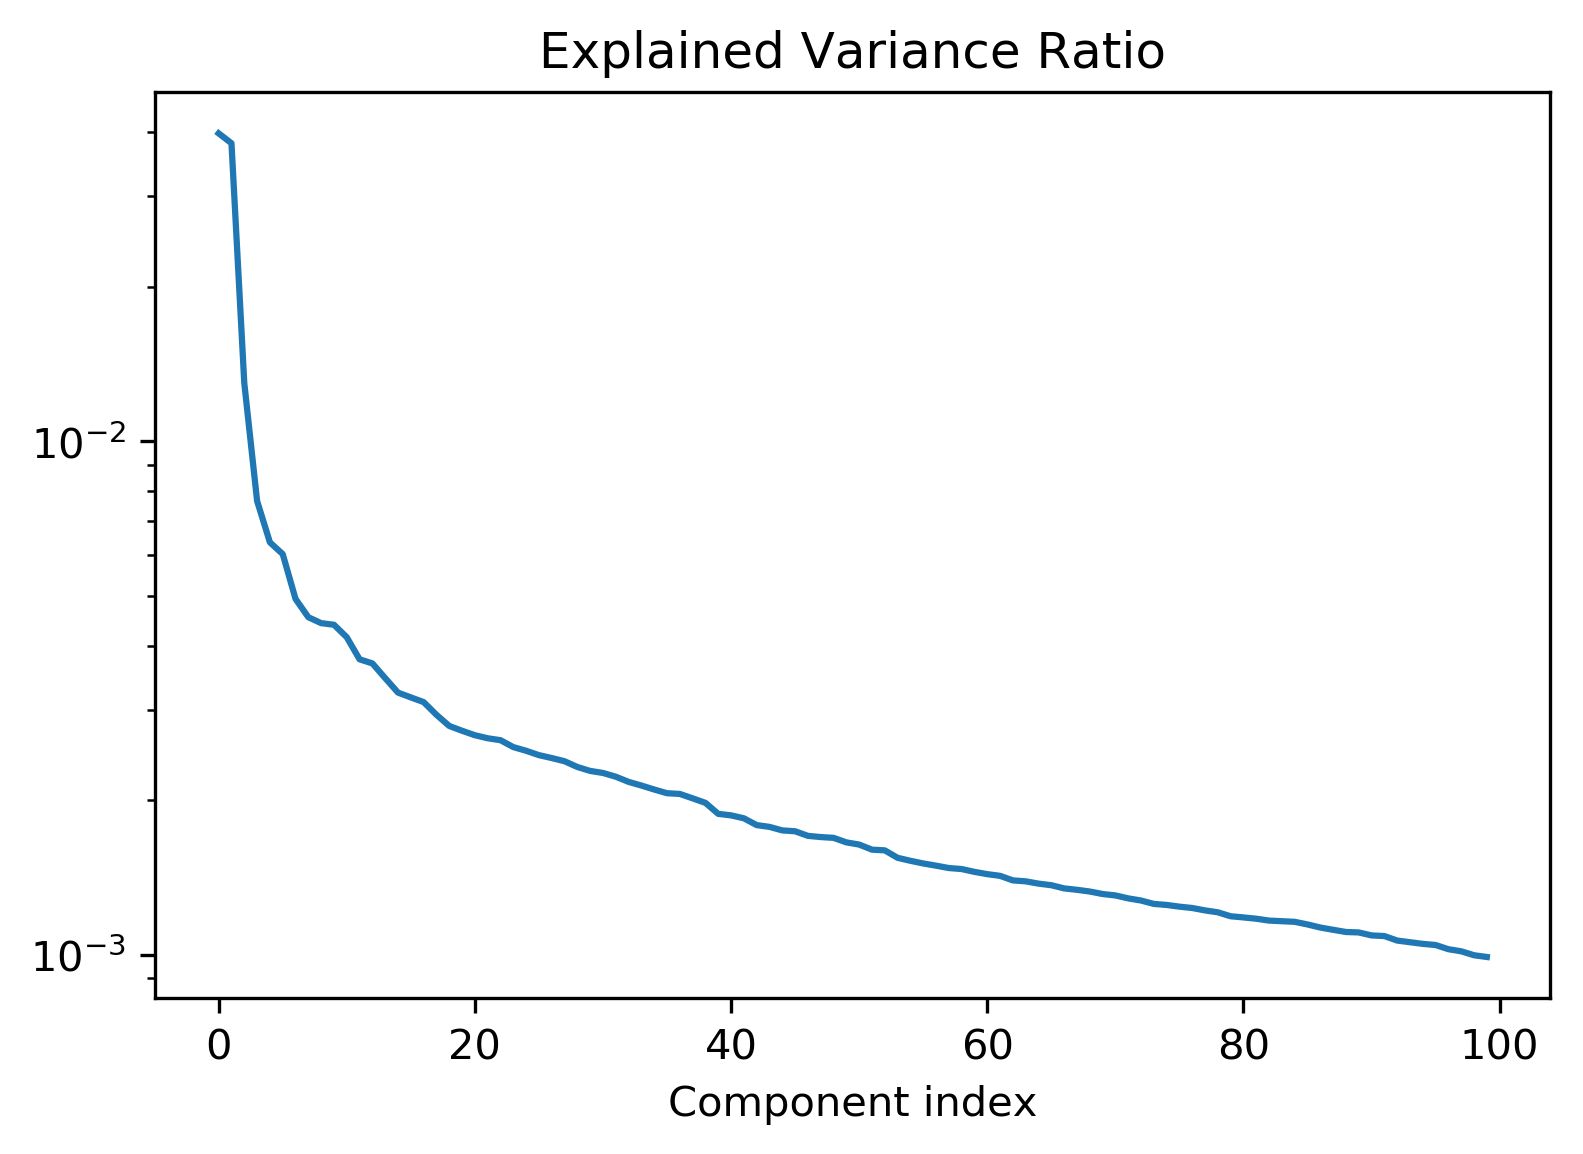 Explained Variance Ratio
10⁻²
10⁻³
0 20 40 60 80 100
Component index